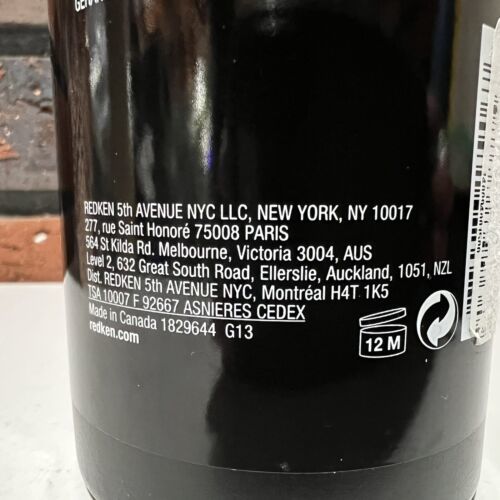 REDKEN 5th AVENUE NYC LLC, NEW YORK, NY 10017
277, rue Saint Honoré 75008 PARIS
564 St Kilda Rd. Melbourne, Victoria 3004, AUS
Level 2, 632 Great South Road, Ellerslie, Auckland, 1051, NZL
Dist. REDKEN 5th AVENUE NYC, Montréal H4T 1K5
TSA 10007 F 92667 ASNIERES CEDEX
Made in Canada 1829644 G13
redken.com
12 M